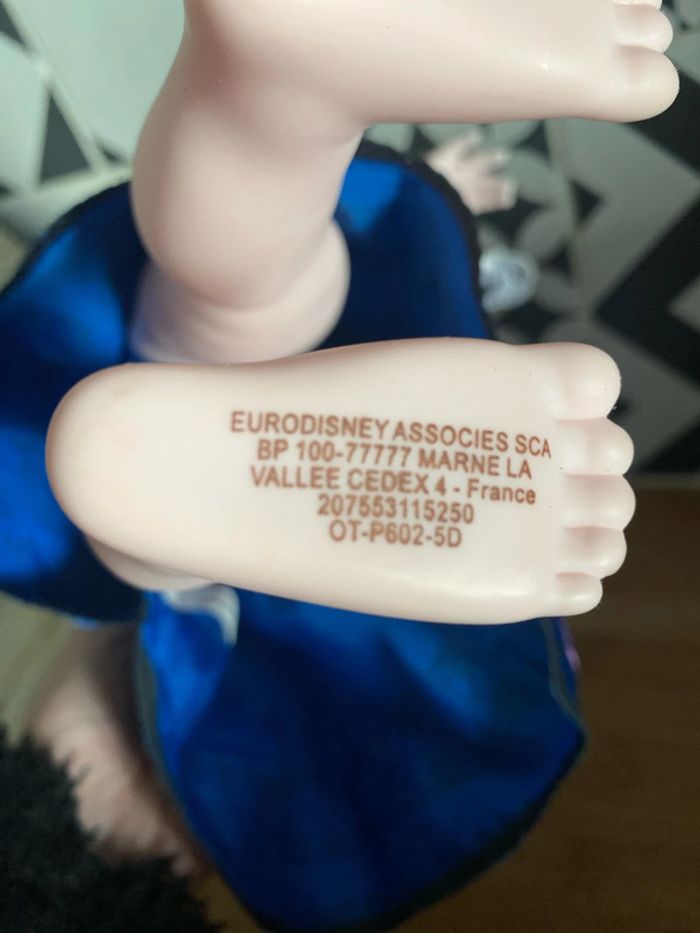 EURODISNEY ASSOCIES SCA
BP 100-77777 MARNE LA
VALLEE CEDEX 4 - France
207553115250
OT-P602-5D